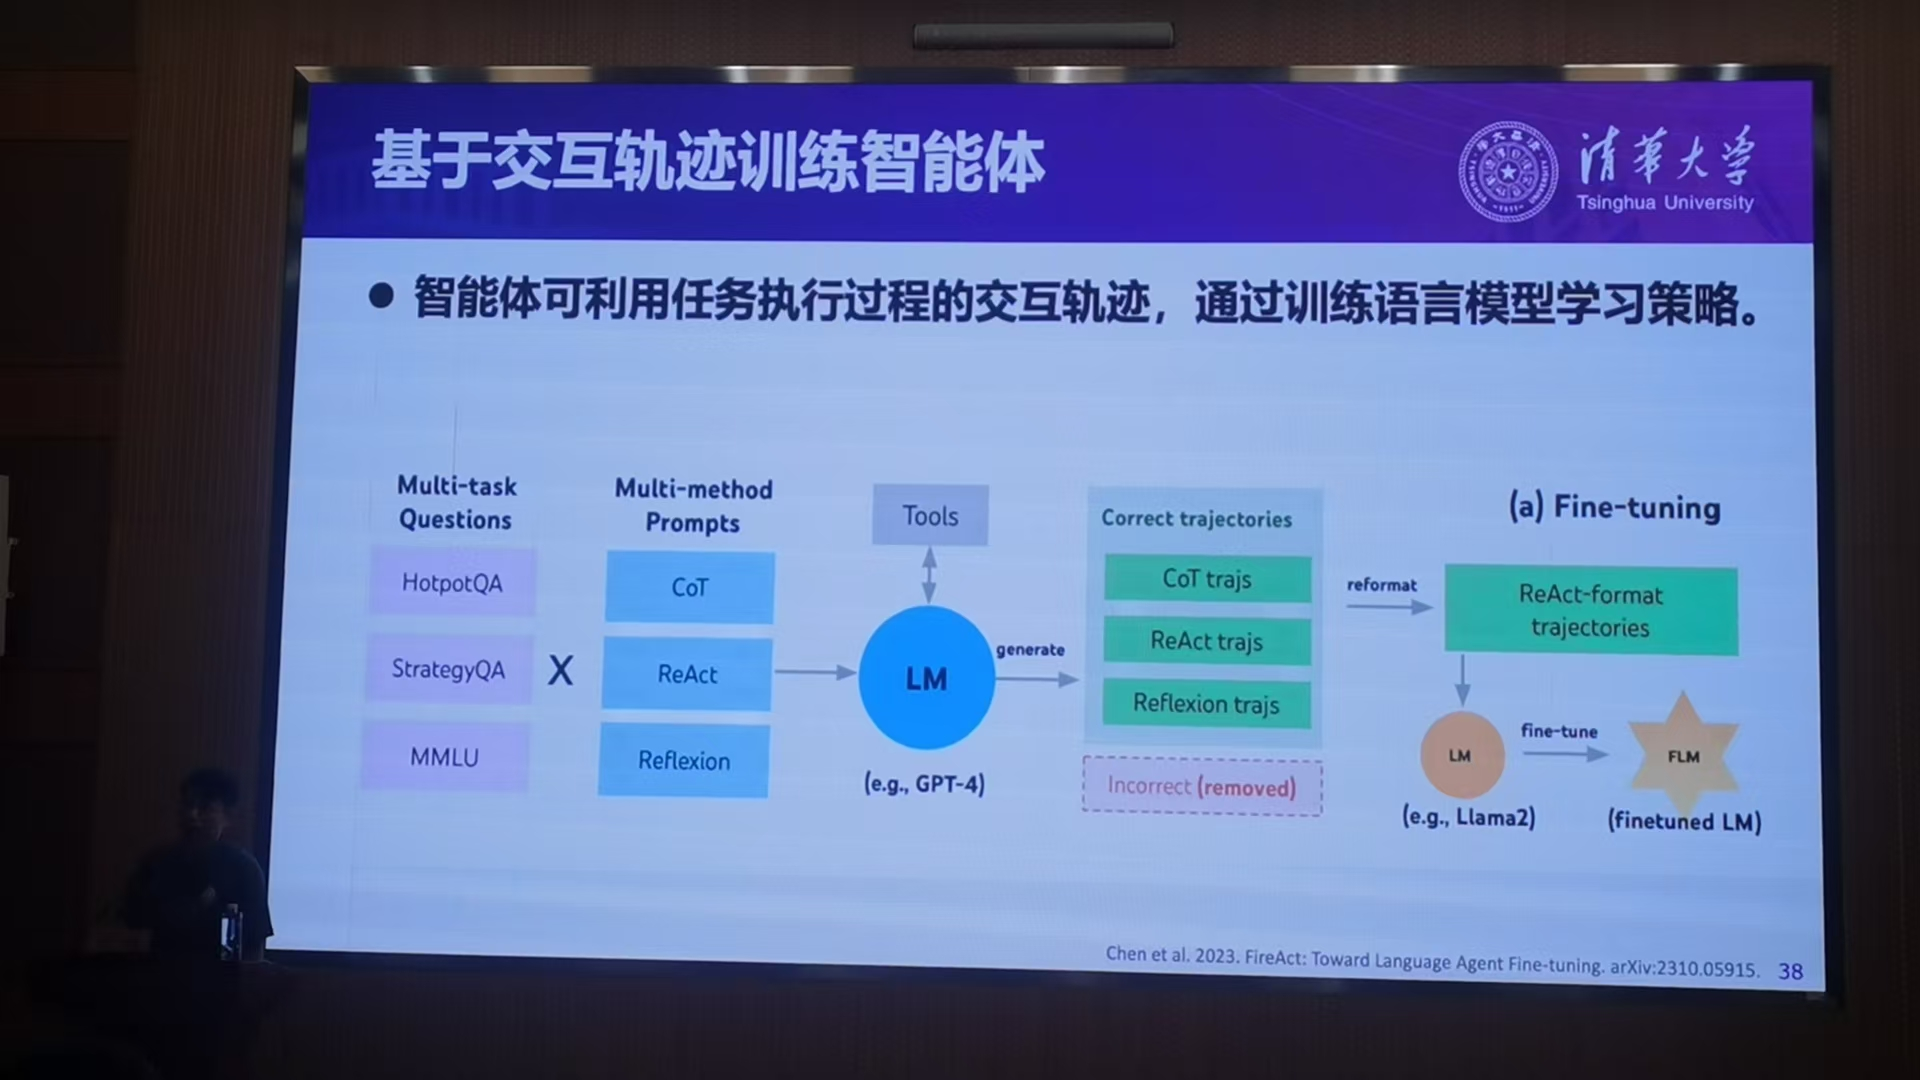 基于交互轨迹训练智能体
清华大学
Tsinghua University
● 智能体可利用任务执行过程的交互轨迹，通过训练语言模型学习策略。
Multi-task
Questions
HotpotQA
StrategyQA
MMLU
X
Multi-method
Prompts
CoT
ReAct
Reflexion
Tools
LM
(e.g., GPT-4)
generate
Correct trajectories
CoT trajs
ReAct trajs
Reflexion trajs
Incorrect (removed)
reformat
(a) Fine-tuning
ReAct-format
trajectories
LM
(e.g., Llama2)
fine-tune
FLM
(finetuned LM)
Chen et al. 2023. FireAct: Toward Language Agent Fine-tuning. arXiv:2310.05915.
38